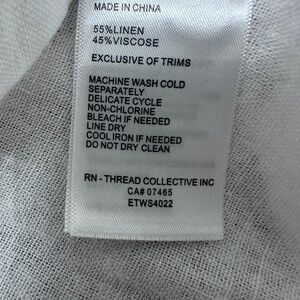 MADE IN CHINA
55%LINEN
45%VISCOSE
EXCLUSIVE OF TRIMS
MACHINE WASH COLD
SEPARATELY
DELICATE CYCLE
NON-CHLORINE
BLEACH IF NEEDED
LINE DRY
COOL IRON IF NEEDED
DO NOT DRY CLEAN
RN - THREAD COLLECTIVE INC
CA# 07465
ETWS4022